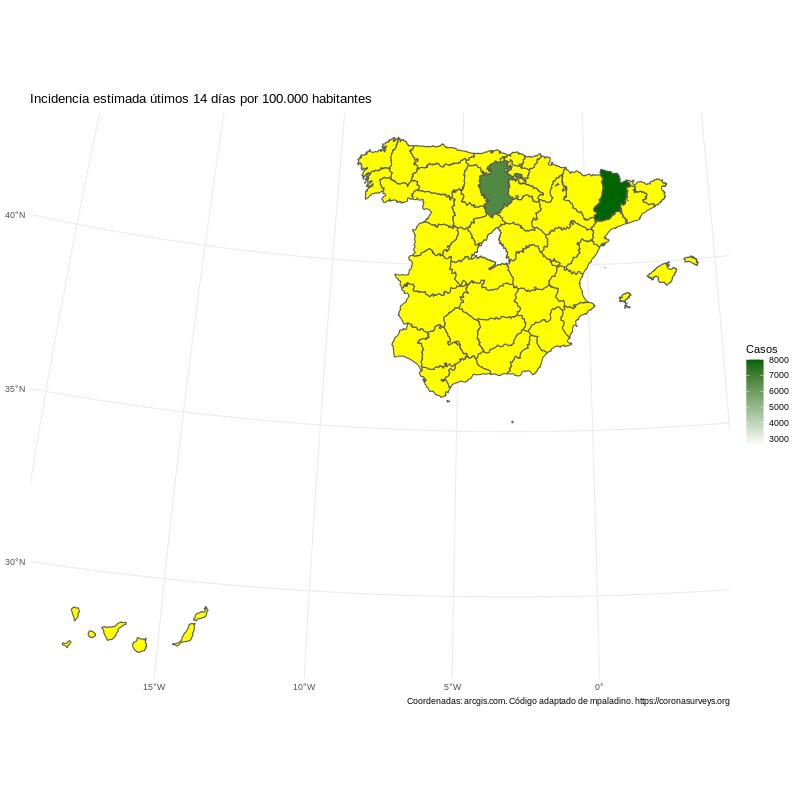 Incidencia estimada útimos 14 días por 100.000 habitantes
40°N
35°N
30°N
15°W
10°W
5°W
0°
Casos
8000
7000
6000
5000
4000
3000
Coordenadas: arcgis.com. Código adaptado de mpaladino. https://coronasurveys.org